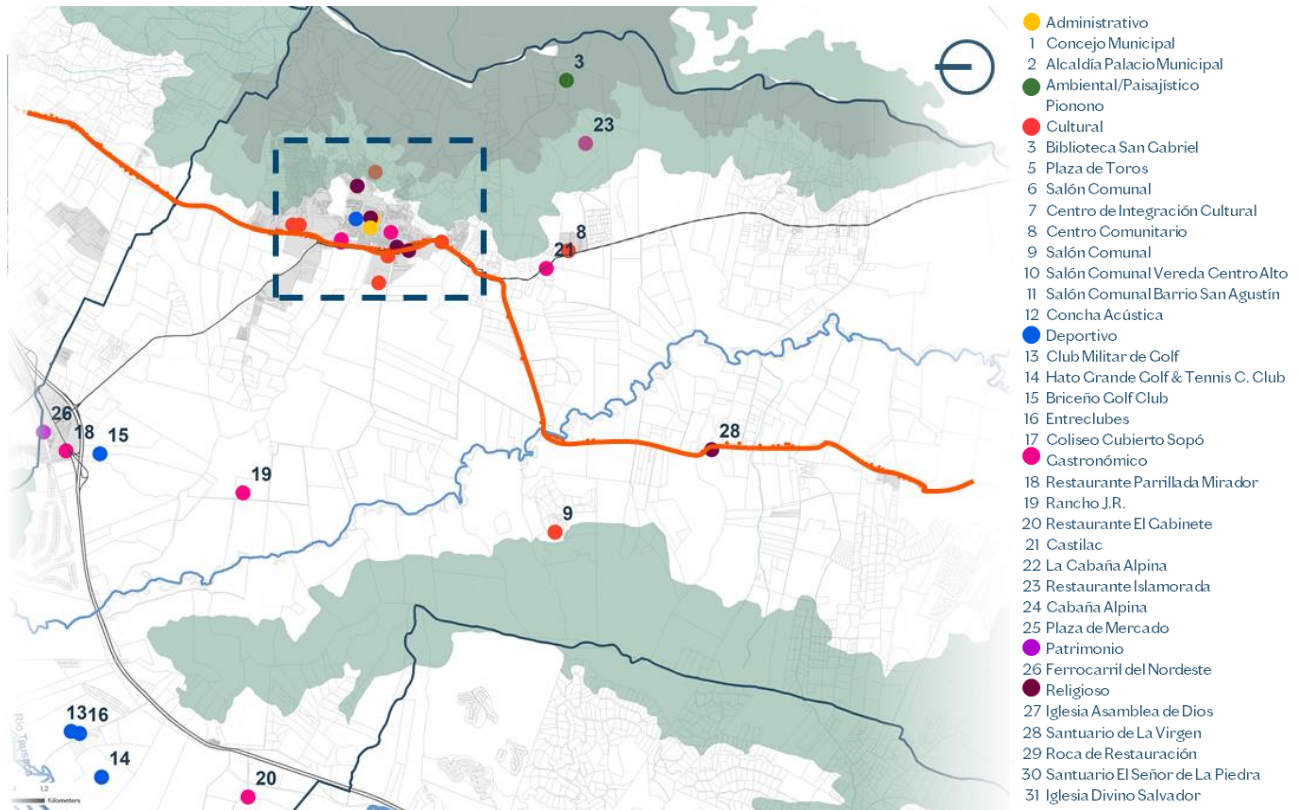 3
23
8
21
28
26
18
15
19
9
13
16
14
20
Kilometers
Administrativo
1 Concejo Municipal
2 Alcaldía Palacio Municipal
Ambiental/Paisajístico
Pionono
Cultural
3 Biblioteca San Gabriel
5 Plaza de Toros
6 Salón Comunal
7 Centro de Integración Cultural
8 Centro Comunitario
9 Salón Comunal
10 Salón Comunal Vereda Centro Alto
11 Salón Comunal Barrio San Agustín
12 Concha Acústica
Deportivo
13 Club Militar de Golf
14 Hato Grande Golf & Tennis C. Club
15 Briceño Golf Club
16 Entreclubes
17 Coliseo Cubierto Sopó
Gastronómico
18 Restaurante Parrillada Mirador
19 Rancho J.R.
20 Restaurante El Gabinete
21 Castilac
22 La Cabaña Alpina
23 Restaurante Islamorada
24 Cabaña Alpina
25 Plaza de Mercado
Patrimonio
26 Ferrocarril del Nordeste
Religioso
27 Iglesia Asamblea de Dios
28 Santuario de La Virgen
29 Roca de Restauración
30 Santuario El Señor de La Piedra
31 Iglesia Divino Salvador